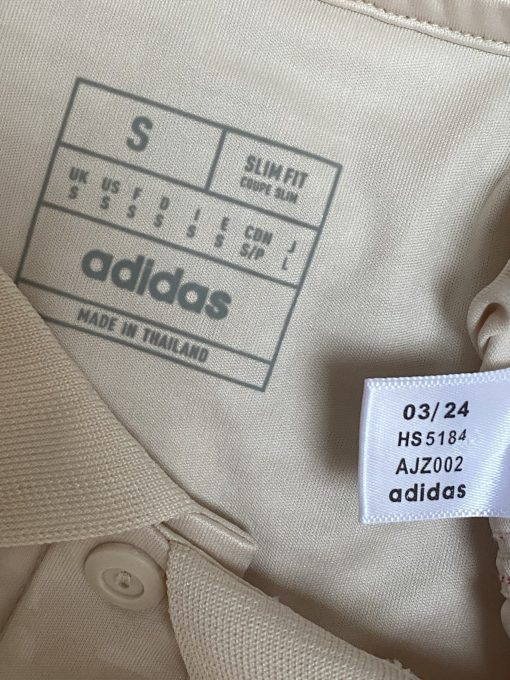 S
SLIM FIT
COUPE SLIM
UK US F D I E CDN J
S S S S S S S/P L
adidas
MADE IN THAILAND
03/24
HS5184
AJZ002
adidas